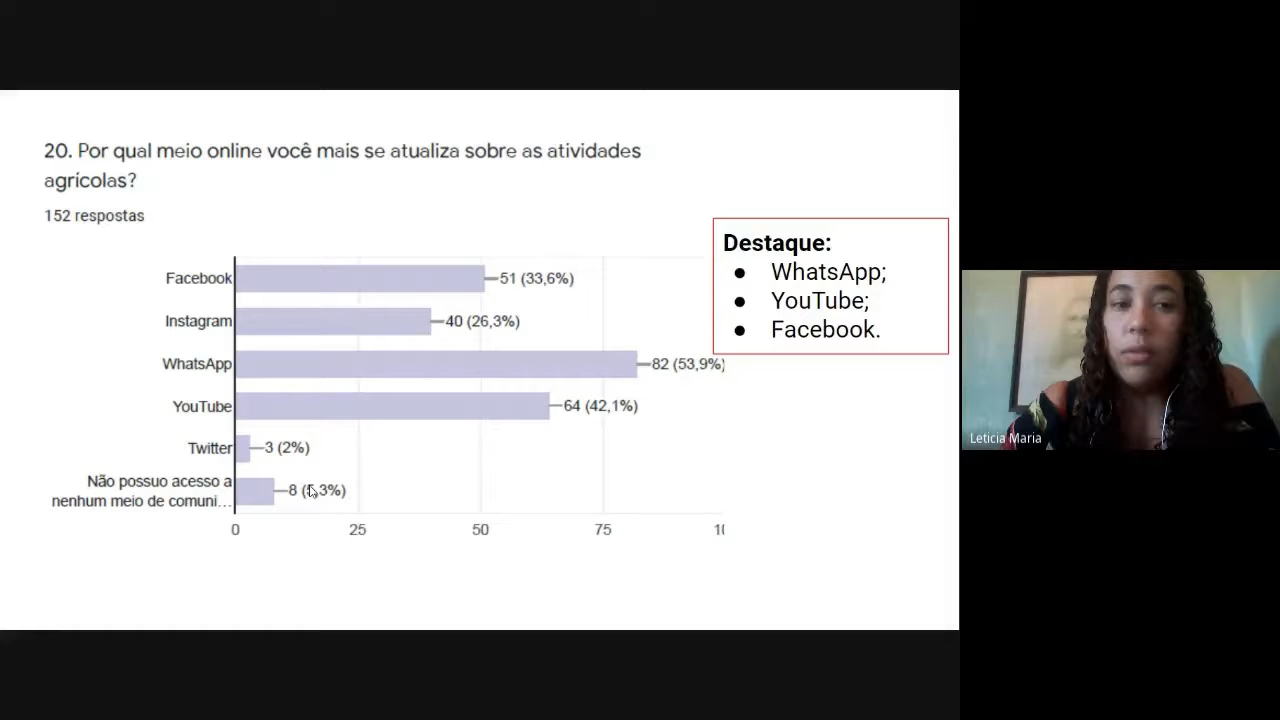 20. Por qual meio online você mais se atualiza sobre as atividades
agrícolas?
152 respostas
Facebook
51 (33,6%)
Instagram
40 (26,3%)
WhatsApp
82 (53,9%)
YouTube
64 (42,1%)
Twitter
3 (2%)
Não possuo acesso a
nenhum meio de comuni...
8 (5,3%)
0 25 50 75
Destaque:
● WhatsApp;
● YouTube;
● Facebook.
Leticia Maria